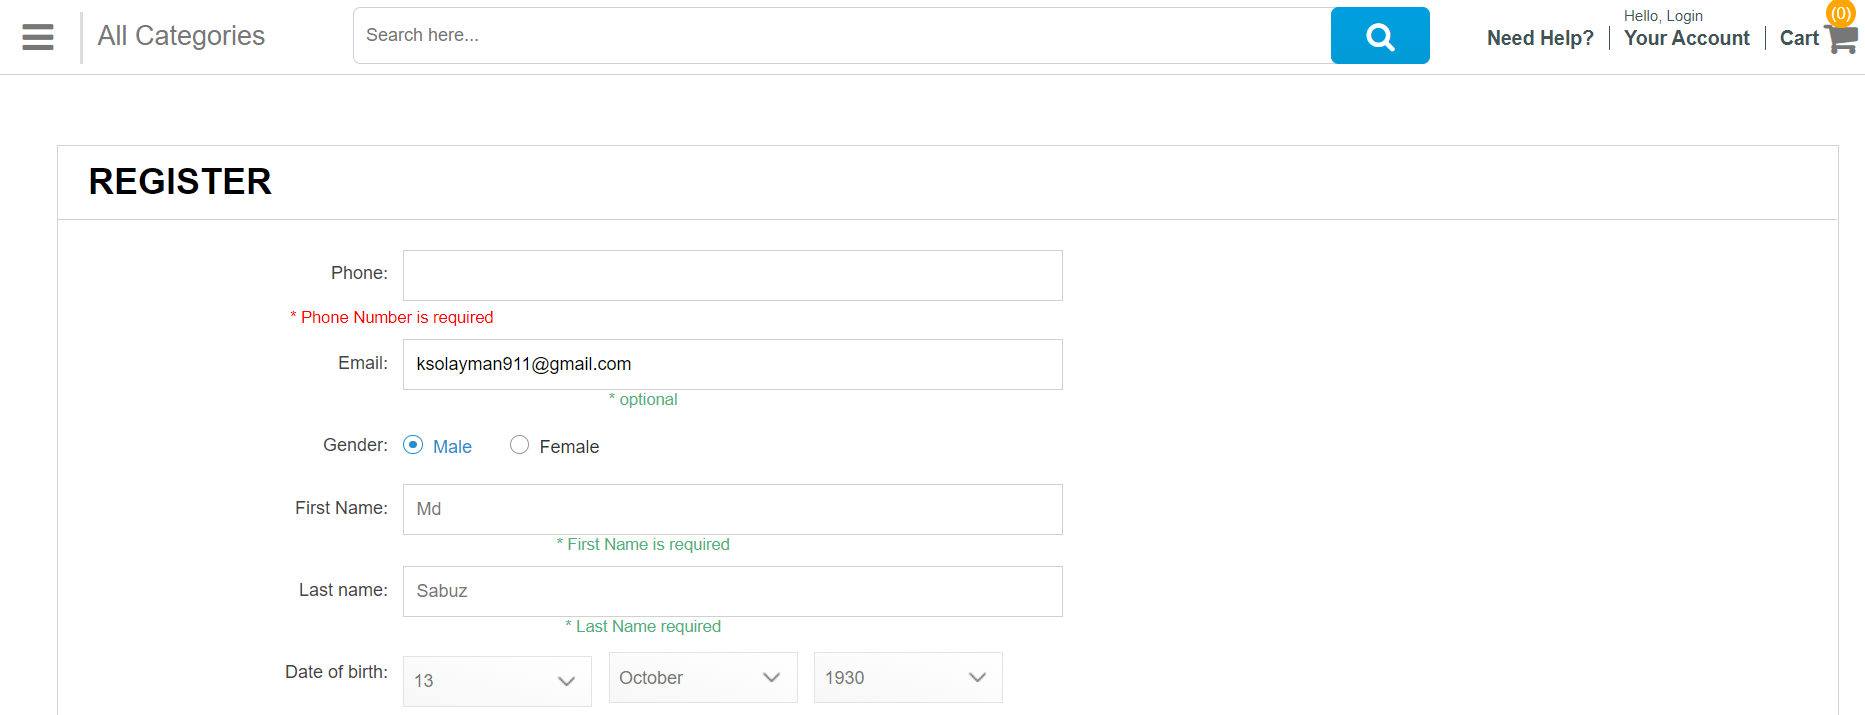 All Categories
Search here...
Need Help?
Hello, Login
Your Account
Cart
(0)
REGISTER
Phone:
* Phone Number is required
Email: ksolayman911@gmail.com
* optional
Gender: Male Female
First Name: Md
* First Name is required
Last name: Sabuz
* Last Name required
Date of birth: 13 October 1930